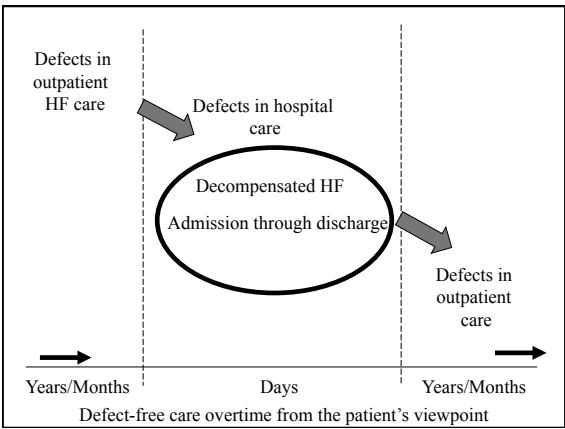 Defects in
outpatient
HF care
Defects in hospital
care
Decompensated HF
Admission through discharge
Defects in
outpatient
care
Years/Months
Days
Years/Months
Defect-free care overtime from the patient's viewpoint